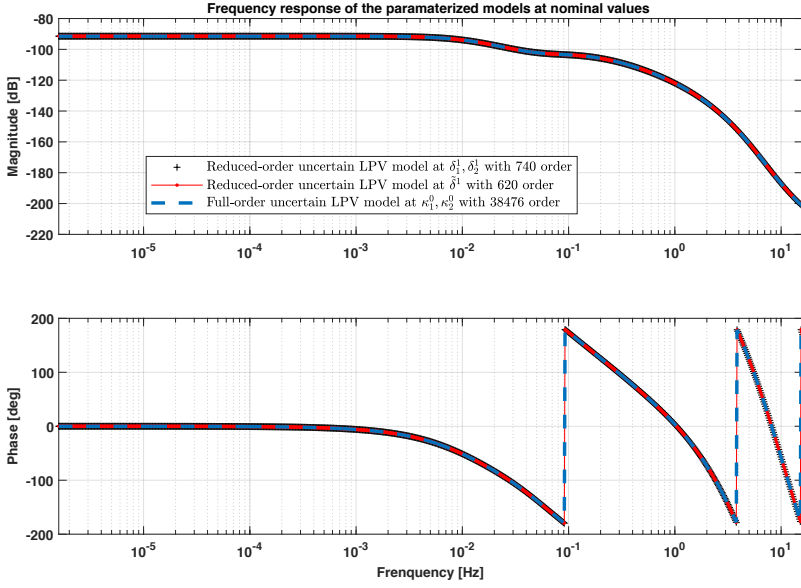 Frequency response of the paramaterized models at nominal values
-80
-100
-120
-140
-160
-180
-200
-220
Magnitude [dB]
Reduced-order uncertain LPV model at δ₁¹, δ₂¹ with 740 order
Reduced-order uncertain LPV model at δ̃¹ with 620 order
Full-order uncertain LPV model at κ₁⁰, κ₂⁰ with 38476 order
10⁻⁵ 10⁻⁴ 10⁻³ 10⁻² 10⁻¹ 10⁰ 10¹
200
100
0
-100
-200
Phase [deg]
10⁻⁵ 10⁻⁴ 10⁻³ 10⁻² 10⁻¹ 10⁰ 10¹
Frenquency [Hz]